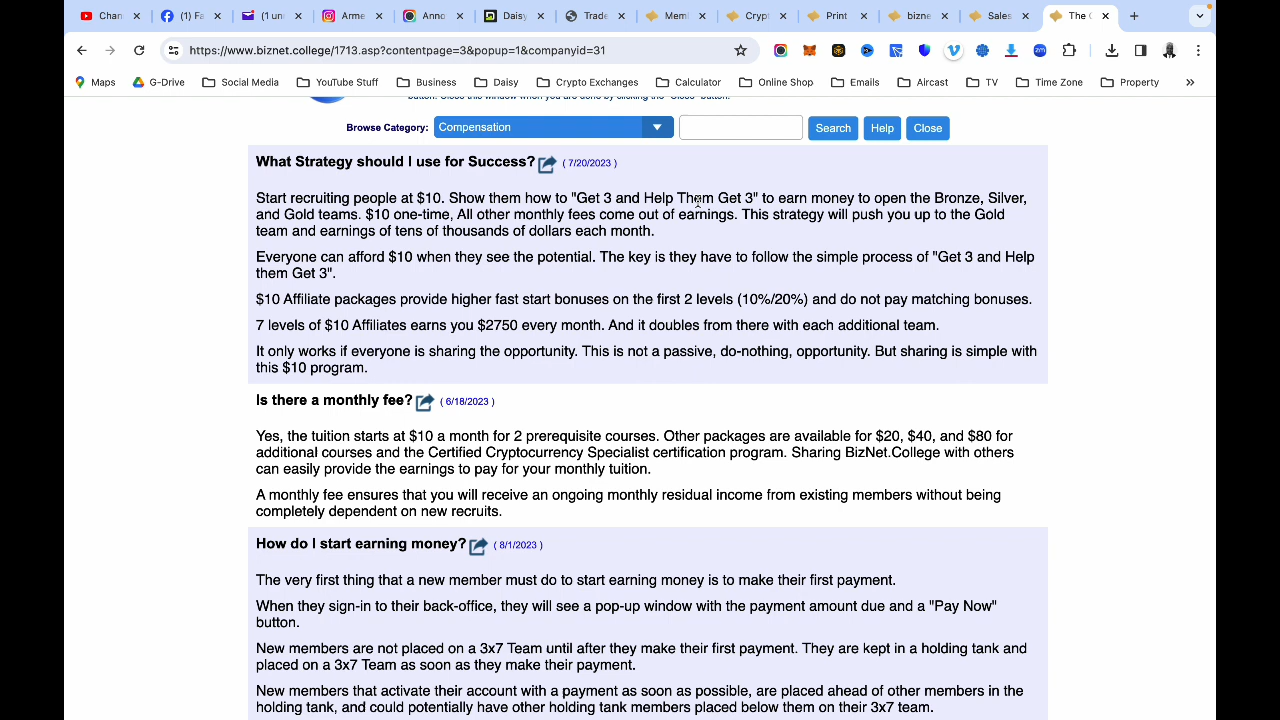 Chan
(1) Fa
(2) I
Arm
Anno
Tradi
Memb
Crypt
Print
bizne
Sales
The C
https://www.biznet.college/1713.asp?contentpage=3&popup=1&companyid=31
Maps G-Drive Social Media YouTube Stuff Business Crypto Exchanges Calculator Online Shop Emails Aircast TV Time Zone Property »
Browse Category: Compensation Search Help Close
What Strategy should I use for Success? ( 7/20/2023 )
Start recruiting people at $10. Show them how to "Get 3 and Help Them Get 3" to earn money to open the Bronze, Silver,
and Gold teams. $10 one-time, All other monthly fees come out of earnings. This strategy will push you up to the Gold
team and earnings of tens of thousands of dollars each month.
Everyone can afford $10 when they see the potential. The key is they have to follow the simple process of "Get 3 and Help
them Get 3".
$10 Affiliate packages provide higher fast start bonuses on the first 2 levels (10%/20%) and do not pay matching bonuses.
7 levels of $10 Affiliates earns you $2750 every month. And it doubles from there with each additional team.
It only works if everyone is sharing the opportunity. This is not a passive, do-nothing, opportunity. But sharing is simple with
this $10 program.
Is there a monthly fee? ( 6/18/2023 )
Yes, the tuition starts at $10 a month for 2 prerequisite courses. Other packages are available for $20, $40, and $80 for
additional courses and the Certified Cryptocurrency Specialist certification program. Sharing BizNet.College with others
can easily provide the earnings to pay for your monthly tuition.
A monthly fee ensures that you will receive an ongoing monthly residual income from existing members without being
completely dependent on new recruits.
How do I start earning money? ( 8/1/2023 )
The very first thing that a new member must do to start earning money is to make their first payment.
When they sign-in to their back-office, they will see a pop-up window with the payment amount due and a "Pay Now"
button.
New members are not placed on a 3x7 Team until after they make their first payment. They are kept in a holding tank and
placed on a 3x7 Team as soon as they make their payment.
New members that activate their account with a payment as soon as possible, are placed ahead of other members in the
holding tank, and could potentially have other holding tank members placed below them on their 3x7 team.